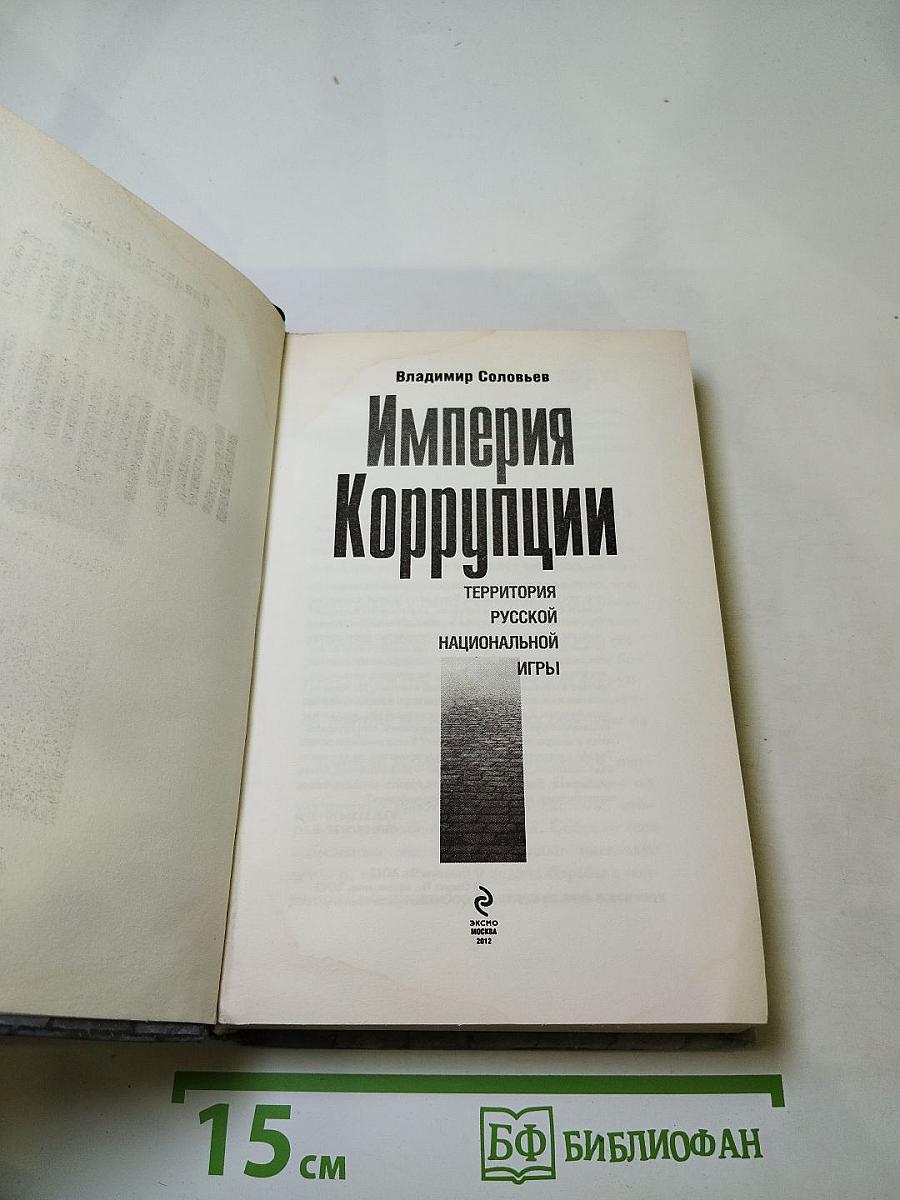 Владимир Соловьев
Империя
Коррупции
ТЕРРИТОРИЯ
РУССКОЙ
НАЦИОНАЛЬНОЙ
ИГРЫ
ЭКСМО
МОСКВА
2012
15 см
БФ БИБЛИОФАН